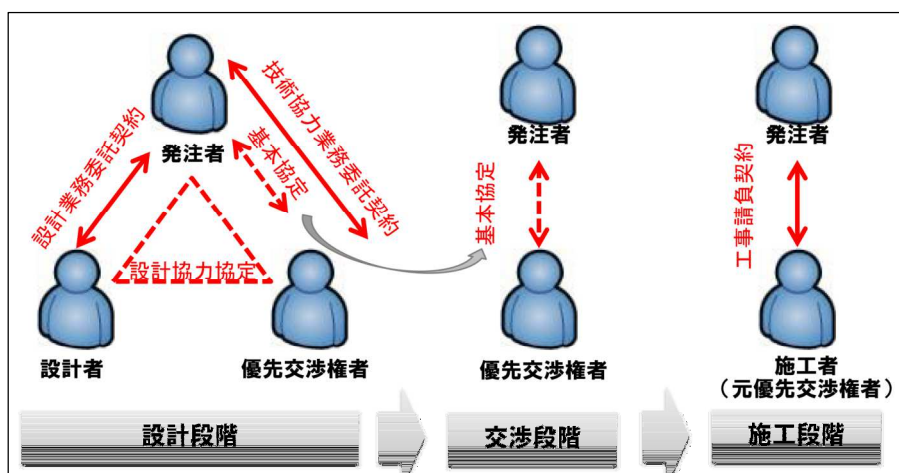 発注者
設計業務委託契約
基本協定
技術協力業務委託契約
設計協力協定
設計者
優先交渉権者
設計段階
発注者
基本協定
優先交渉権者
交渉段階
発注者
工事請負契約
施工者
（元優先交渉権者）
施工段階